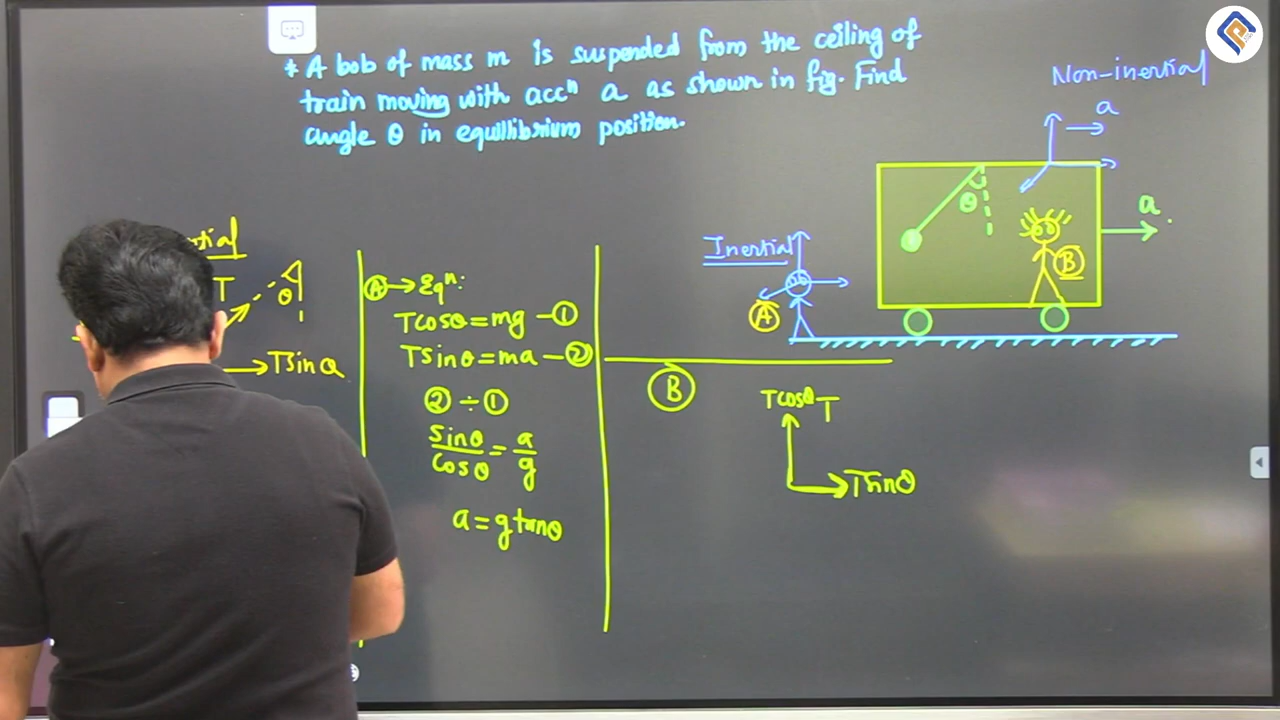 * A bob of mass m is suspended from the ceiling of
train moving with accⁿ a as shown in fig. Find
angle θ in equillibrium position.
Non-inertial
a
θ
a
B
Inertial
A
T
θ
Tsinθ
A → Eqⁿ:
Tcosθ = mg - ①
Tsinθ = ma - ②
② ÷ ①
sinθ/cosθ = a/g
a = g tanθ
B
Tcosθ T
Tsinθ